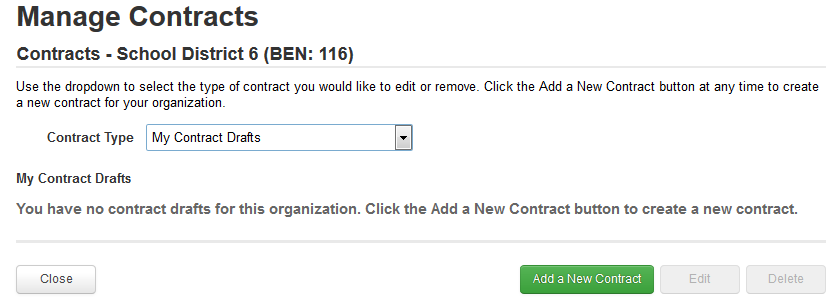 Manage Contracts
Contracts - School District 6 (BEN: 116)
Use the dropdown to select the type of contract you would like to edit or remove. Click the Add a New Contract button at any time to create
a new contract for your organization.
Contract Type My Contract Drafts
My Contract Drafts
You have no contract drafts for this organization. Click the Add a New Contract button to create a new contract.
Close Add a New Contract Edit Delete